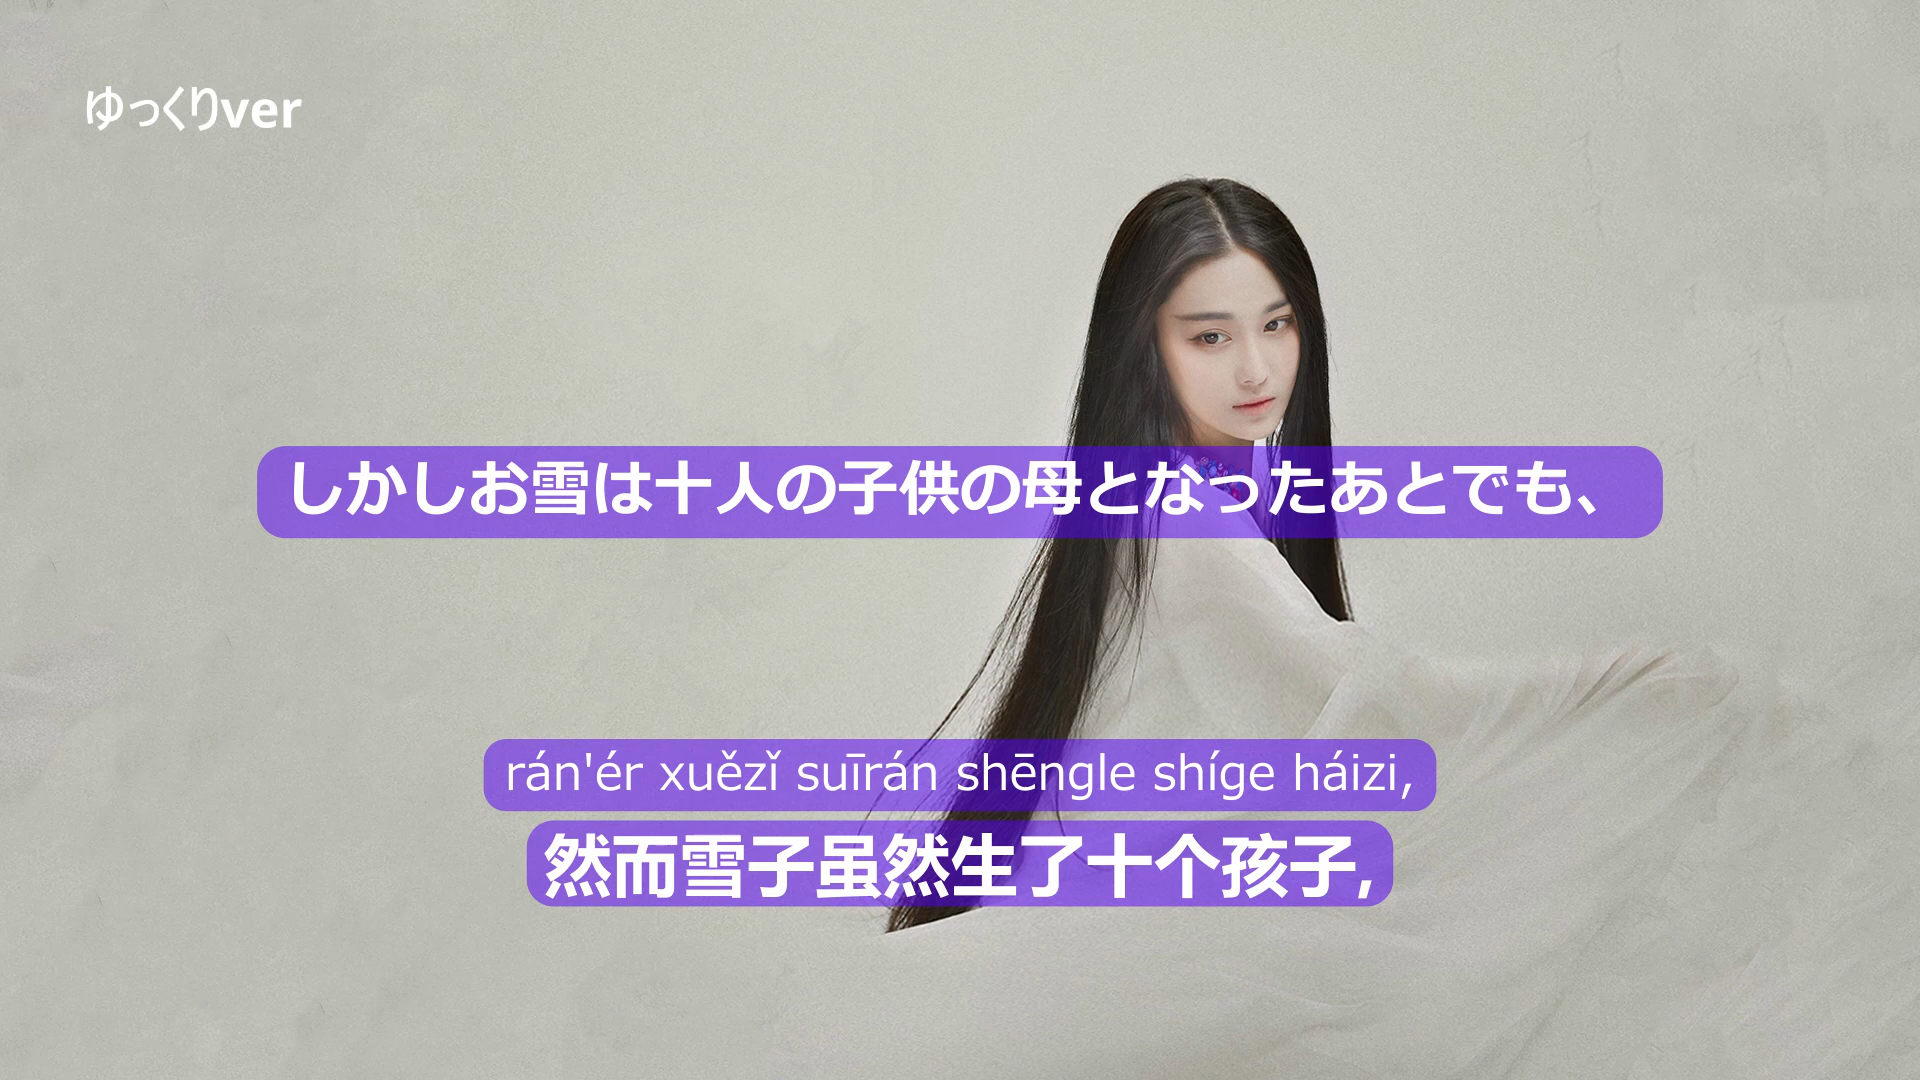 ゆっくりver
しかしお雪は十人の子供の母となったあとでも、
rán'ér xuězǐ suīrán shēngle shíge háizi,
然而雪子虽然生了十个孩子,